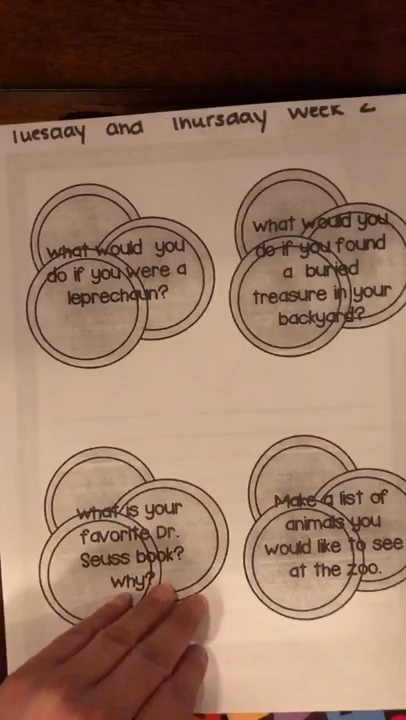 Tuesday and Thursday Week 2
What would you
do if you were a
leprechaun?
What would you
do if you found
a buried
treasure in your
backyard?
What is your
favorite Dr.
Seuss book?
Why?
Make a list of
animals you
would like to see
at the zoo.